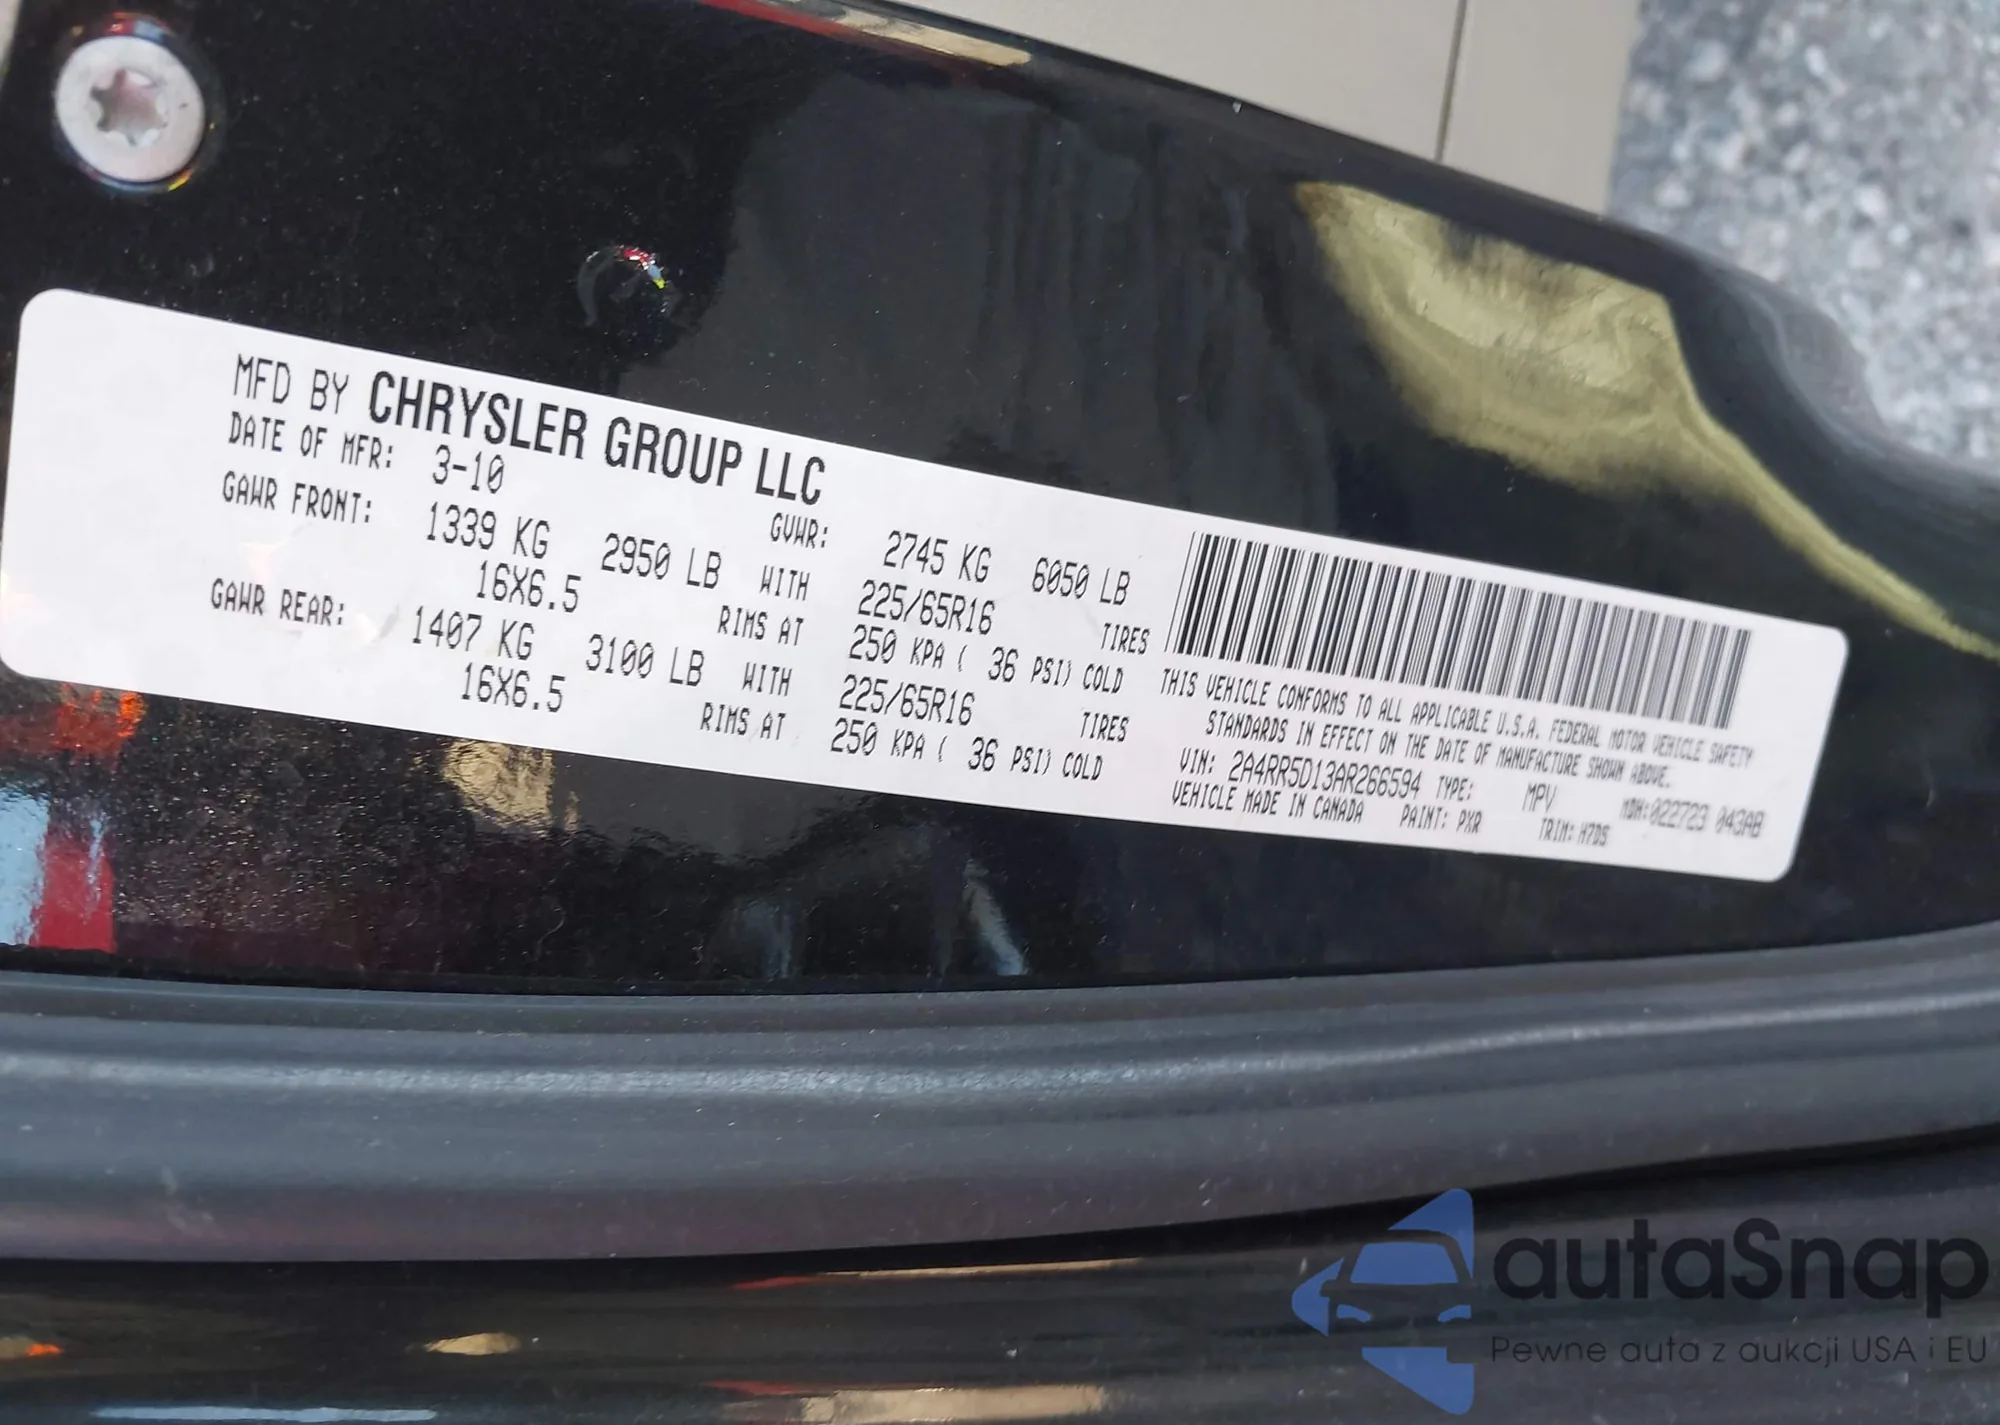 MFD BY CHRYSLER GROUP LLC
DATE OF MFR: 3-10 GVWR: 2745 KG 6050 LB
GAWR FRONT: 1339 KG 2950 LB WITH 225/65R16 TIRES
16X6.5 RIMS AT 250 KPA ( 36 PSI) COLD
GAWR REAR: 1407 KG 3100 LB WITH 225/65R16 TIRES
16X6.5 RIMS AT 250 KPA ( 36 PSI) COLD
THIS VEHICLE CONFORMS TO ALL APPLICABLE U.S.A. FEDERAL MOTOR VEHICLE SAFETY
STANDARDS IN EFFECT ON THE DATE OF MANUFACTURE SHOWN ABOVE.
VIN: 2A4RR5D13AR266594 TYPE: MPV MDH:022723 043AB
VEHICLE MADE IN CANADA PAINT: PXR TRIM: H7DS
autaSnap
Pewne auta z aukcji USA i EU